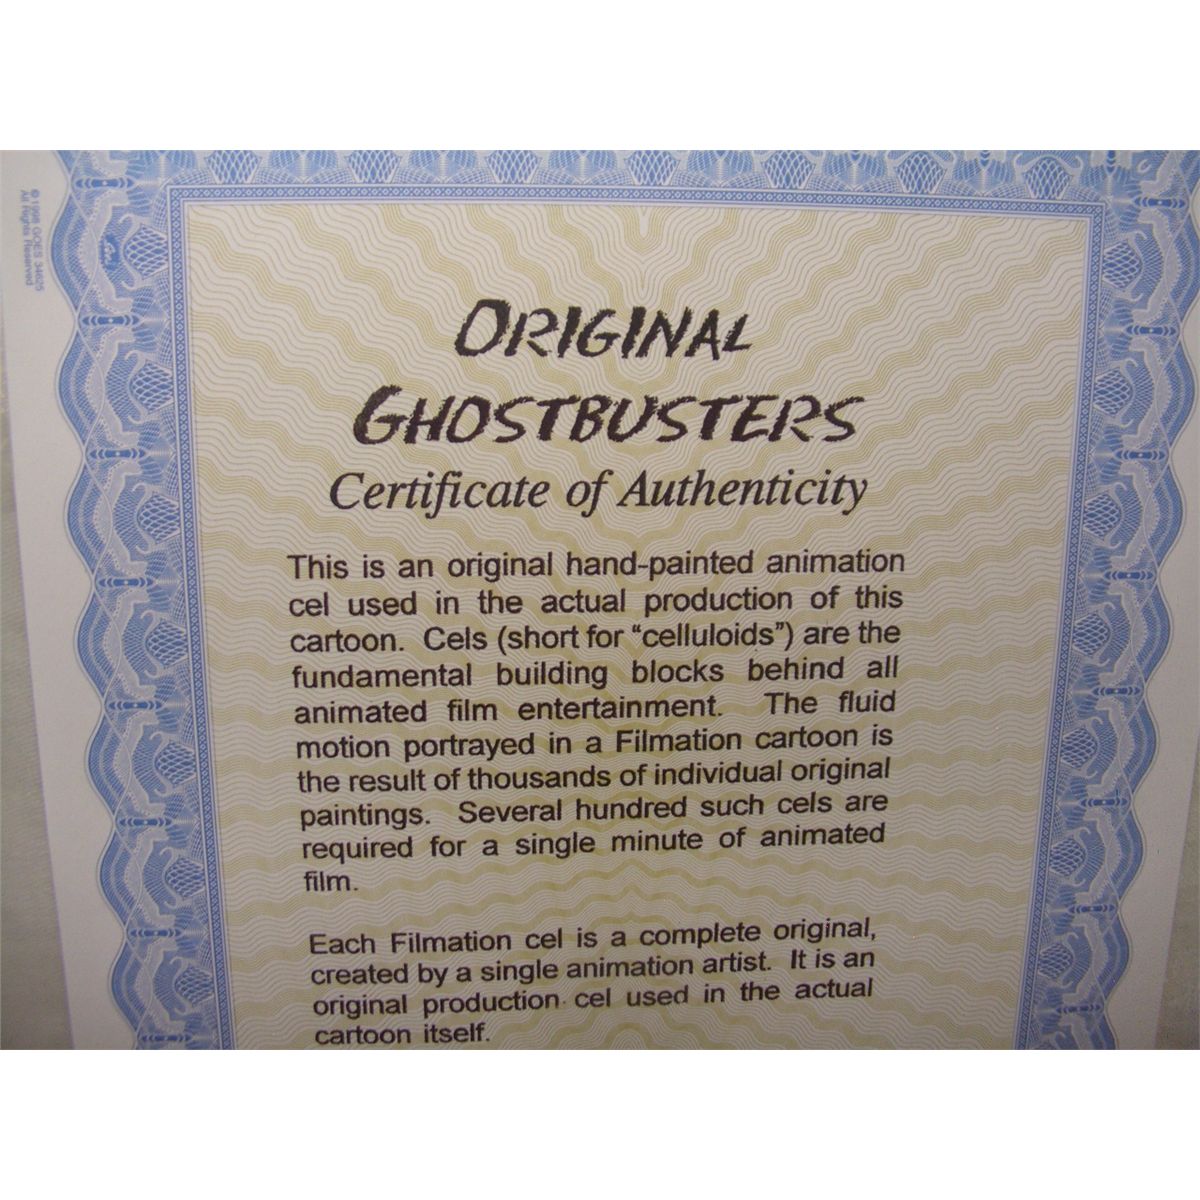 © 1998 GOES 34625
All Rights Reserved
ORIGINAL
GHOSTBUSTERS
Certificate of Authenticity
This is an original hand-painted animation
cel used in the actual production of this
cartoon. Cels (short for “celluloids”) are the
fundamental building blocks behind all
animated film entertainment. The fluid
motion portrayed in a Filmation cartoon is
the result of thousands of individual original
paintings. Several hundred such cels are
required for a single minute of animated
film.
Each Filmation cel is a complete original,
created by a single animation artist. It is an
original production cel used in the actual
cartoon itself.